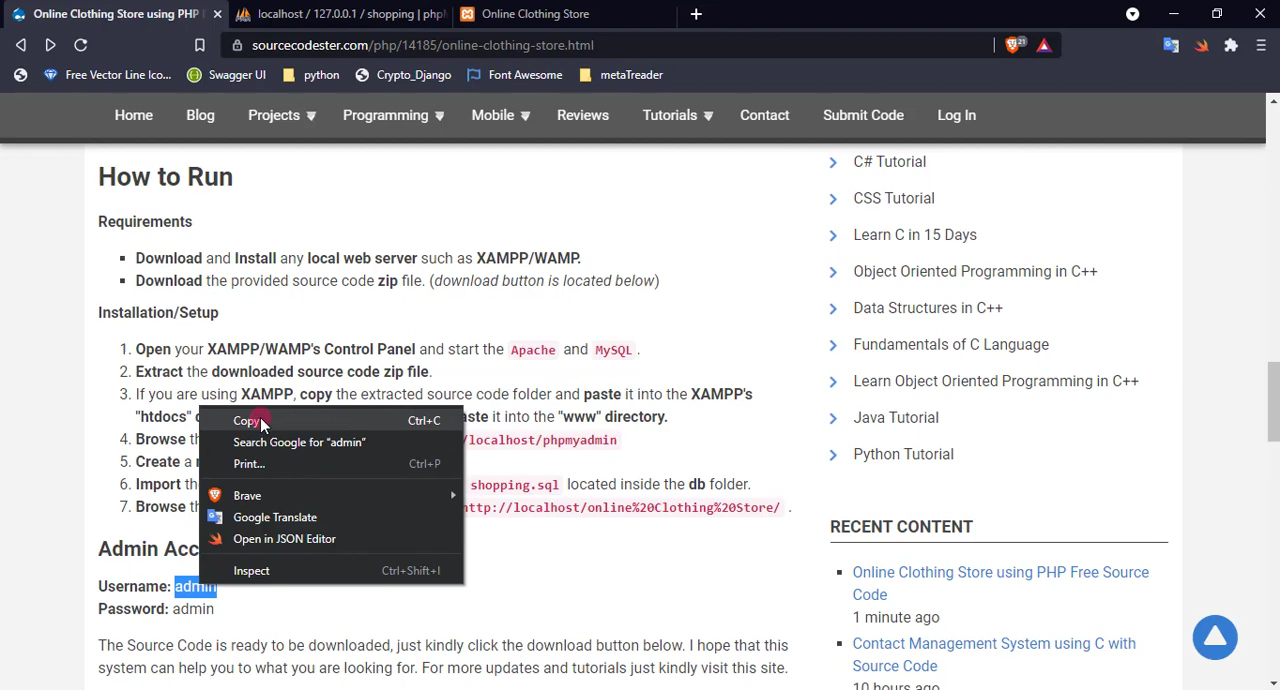 Online Clothing Store using PHP
localhost / 127.0.0.1 / shopping | php
Online Clothing Store
sourcecodester.com/php/14185/online-clothing-store.html
21
Free Vector Line Ico...
Swagger UI
python
Crypto_Django
Font Awesome
metaTreader
Home
Blog
Projects
Programming
Mobile
Reviews
Tutorials
Contact
Submit Code
Log In
How to Run
Requirements
Download and Install any local web server such as XAMPP/WAMP.
Download the provided source code zip file. (download button is located below)
Installation/Setup
1. Open your XAMPP/WAMP's Control Panel and start the Apache and MySQL.
2. Extract the downloaded source code zip file.
3. If you are using XAMPP, copy the extracted source code folder and paste it into the XAMPP's
"htdocs" it into the "www" directory.
4. Browse /localhost/phpmyadmin
5. Create a
6. Import shopping.sql located inside the db folder.
7. Browse http://localhost/online%20Clothing%20Store/ .
Copy Ctrl+C
Search Google for "admin"
Print... Ctrl+P
Brave
Google Translate
Open in JSON Editor
Inspect Ctrl+Shift+I
Admin
Username: admin
Password: admin
The Source Code is ready to be downloaded, just kindly click the download button below. I hope that this
system can help you to what you are looking for. For more updates and tutorials just kindly visit this site.
C# Tutorial
CSS Tutorial
Learn C in 15 Days
Object Oriented Programming in C++
Data Structures in C++
Fundamentals of C Language
Learn Object Oriented Programming in C++
Java Tutorial
Python Tutorial
RECENT CONTENT
Online Clothing Store using PHP Free Source
Code
1 minute ago
Contact Management System using C with
Source Code
10 hours ago